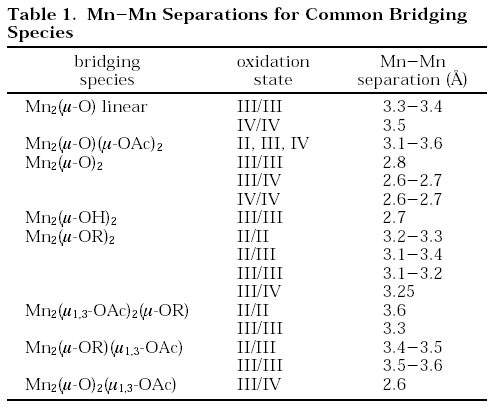 Table 1. Mn−Mn Separations for Common Bridging
Species
bridging species oxidation state Mn−Mn separation (Å)
Mn₂(μ-O) linear III/III 3.3−3.4
IV/IV 3.5
Mn₂(μ-O)(μ-OAc)₂ II, III, IV 3.1−3.6
Mn₂(μ-O)₂ III/III 2.8
III/IV 2.6−2.7
IV/IV 2.6−2.7
Mn₂(μ-OH)₂ III/III 2.7
Mn₂(μ-OR)₂ II/II 3.2−3.3
II/III 3.1−3.4
III/III 3.1−3.2
III/IV 3.25
Mn₂(μ₁,₃-OAc)₂(μ-OR) II/II 3.6
III/III 3.3
Mn₂(μ-OR)(μ₁,₃-OAc) II/III 3.4−3.5
III/III 3.5−3.6
Mn₂(μ-O)₂(μ₁,₃-OAc) III/IV 2.6